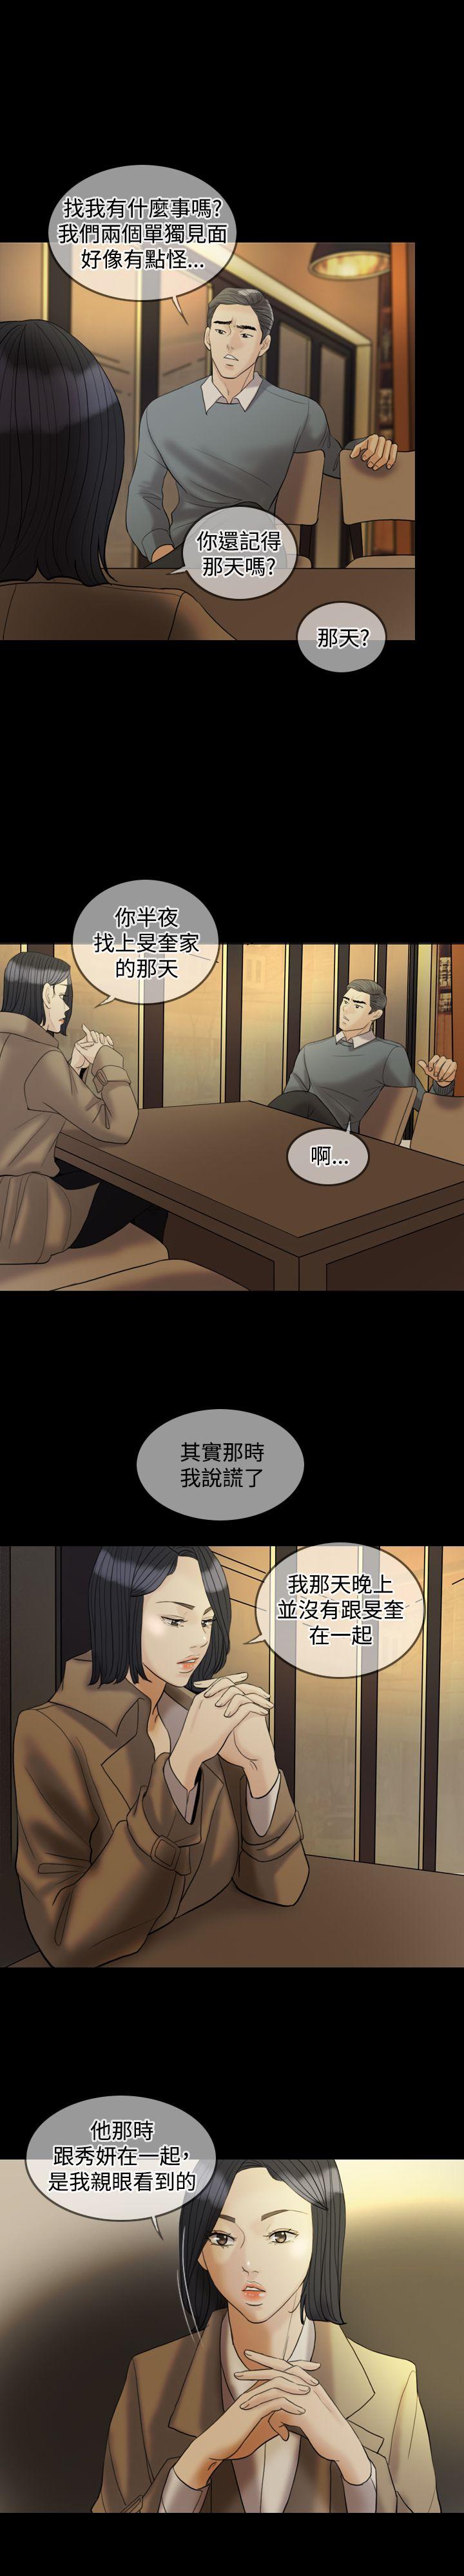 找我有什麼事嗎?
我們兩個單獨見面
好像有點怪...
你還記得
那天嗎?
那天?
你半夜
找上旻奎家
的那天
啊...
其實那時
我說謊了
我那天晚上
並沒有跟旻奎
在一起
他那時
跟秀妍在一起,
是我親眼看到的